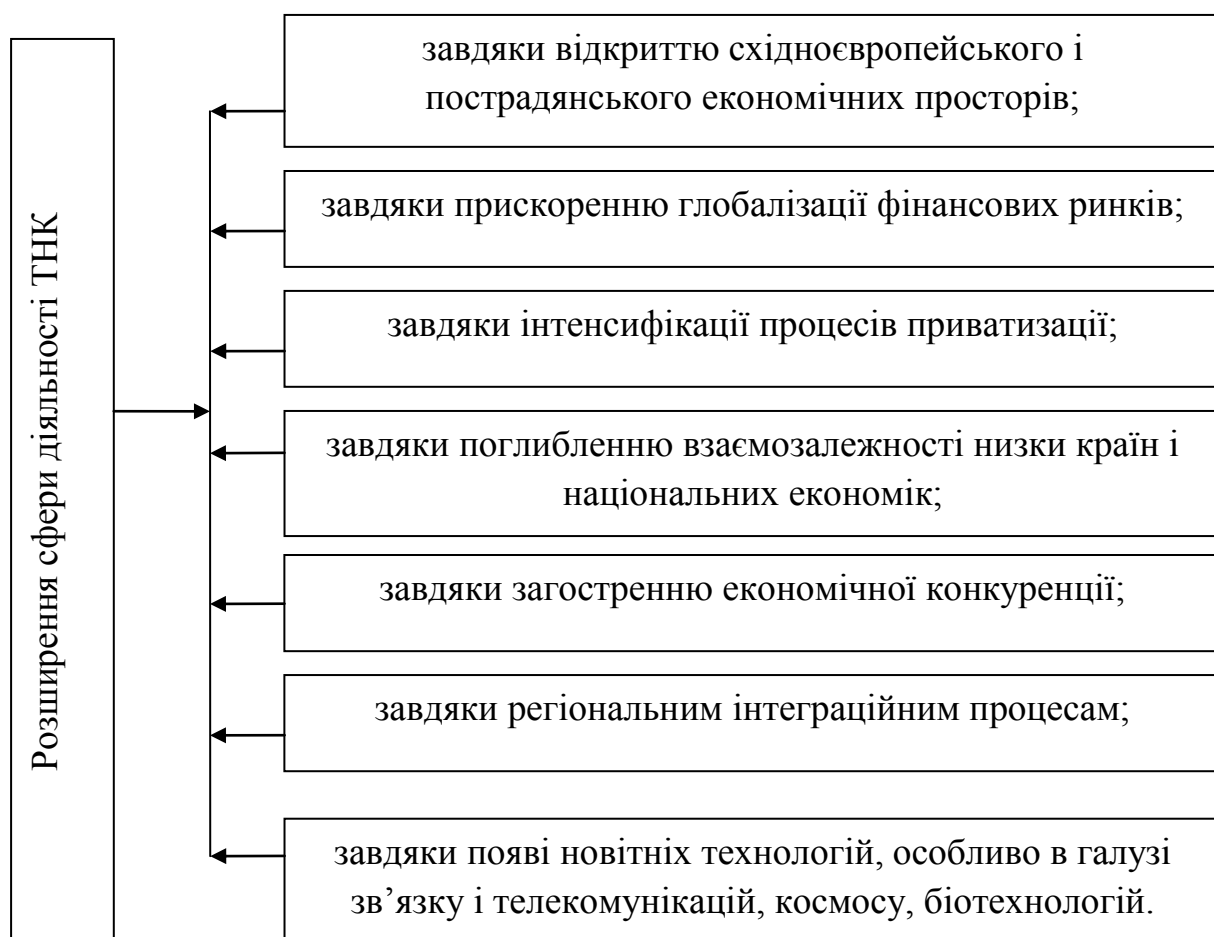 Розширення сфери діяльності ТНК
завдяки відкриттю східноєвропейського і
пострадянського економічних просторів;
завдяки прискоренню глобалізації фінансових ринків;
завдяки інтенсифікації процесів приватизації;
завдяки поглибленню взаємозалежності низки країн і
національних економік;
завдяки загостренню економічної конкуренції;
завдяки регіональним інтеграційним процесам;
завдяки появі новітніх технологій, особливо в галузі
зв’язку і телекомунікацій, космосу, біотехнологій.